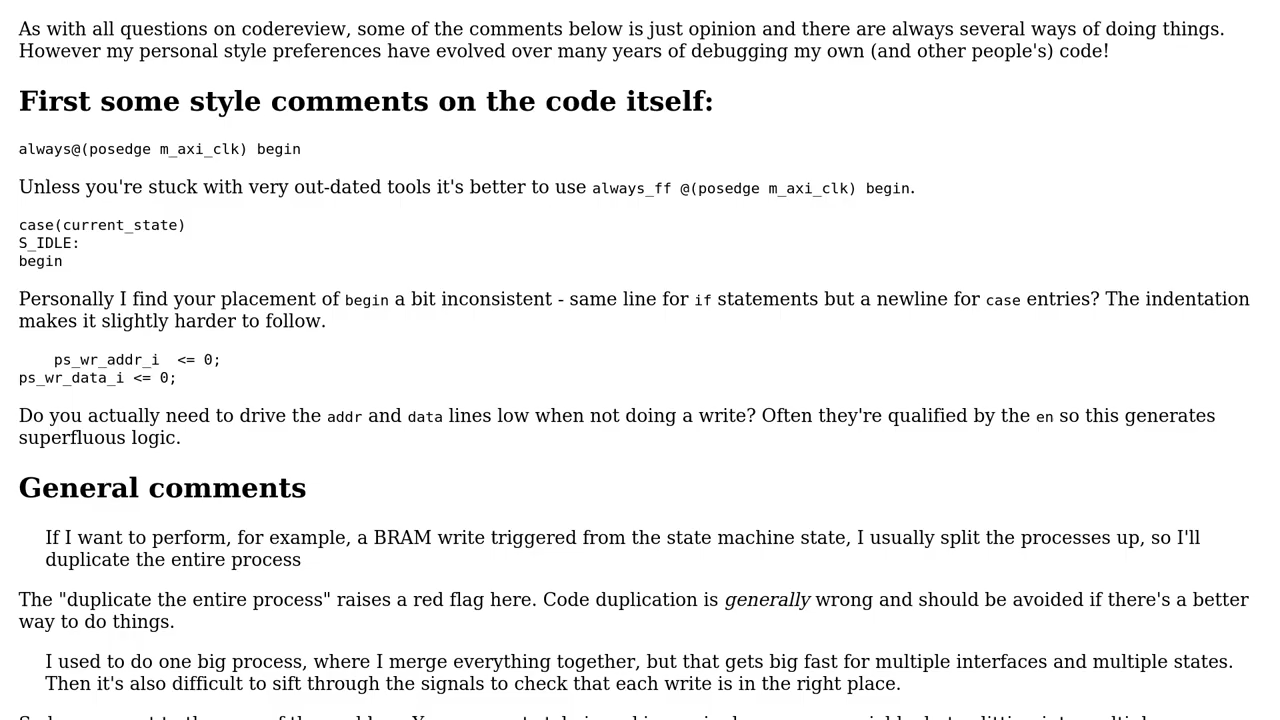 As with all questions on codereview, some of the comments below is just opinion and there are always several ways of doing things.
However my personal style preferences have evolved over many years of debugging my own (and other people's) code!
First some style comments on the code itself:
always@(posedge m_axi_clk) begin
Unless you're stuck with very out-dated tools it's better to use always_ff @(posedge m_axi_clk) begin.
case(current_state)
S_IDLE:
begin
Personally I find your placement of begin a bit inconsistent - same line for if statements but a newline for case entries? The indentation
makes it slightly harder to follow.
    ps_wr_addr_i  <= 0;
ps_wr_data_i <= 0;
Do you actually need to drive the addr and data lines low when not doing a write? Often they're qualified by the en so this generates
superfluous logic.
General comments
If I want to perform, for example, a BRAM write triggered from the state machine state, I usually split the processes up, so I'll
duplicate the entire process
The "duplicate the entire process" raises a red flag here. Code duplication is generally wrong and should be avoided if there's a better
way to do things.
I used to do one big process, where I merge everything together, but that gets big fast for multiple interfaces and multiple states.
Then it's also difficult to sift through the signals to check that each write is in the right place.